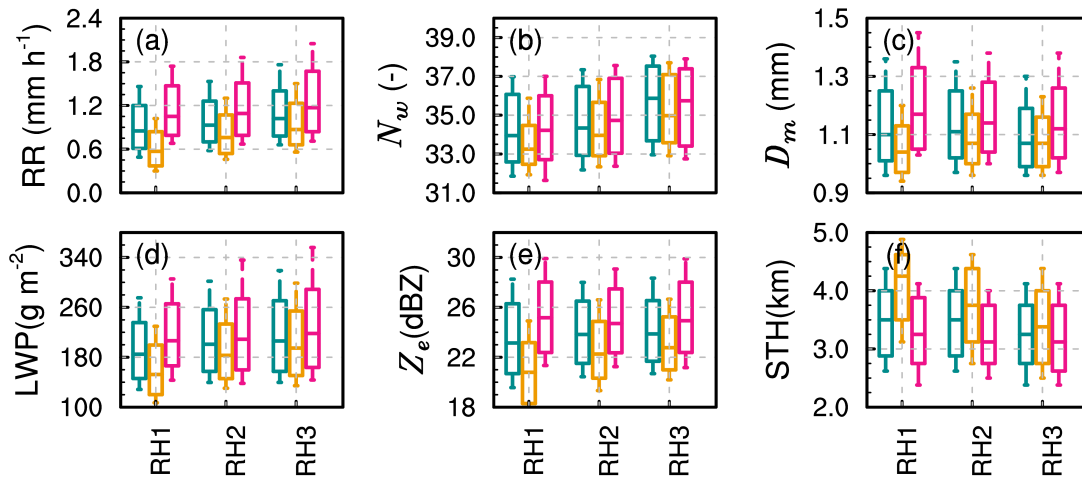 RR (mm h⁻¹)
2.4
1.8
1.2
0.6
0.0
(a)
N_w (-)
39.0
37.0
35.0
33.0
31.0
(b)
D_m (mm)
1.5
1.3
1.1
0.9
(c)
LWP(g m⁻²)
340
260
180
100
(d)
RH1 RH2 RH3
Z_e(dBZ)
30
26
22
18
(e)
RH1 RH2 RH3
STH(km)
5.0
4.0
3.0
2.0
(f)
RH1 RH2 RH3